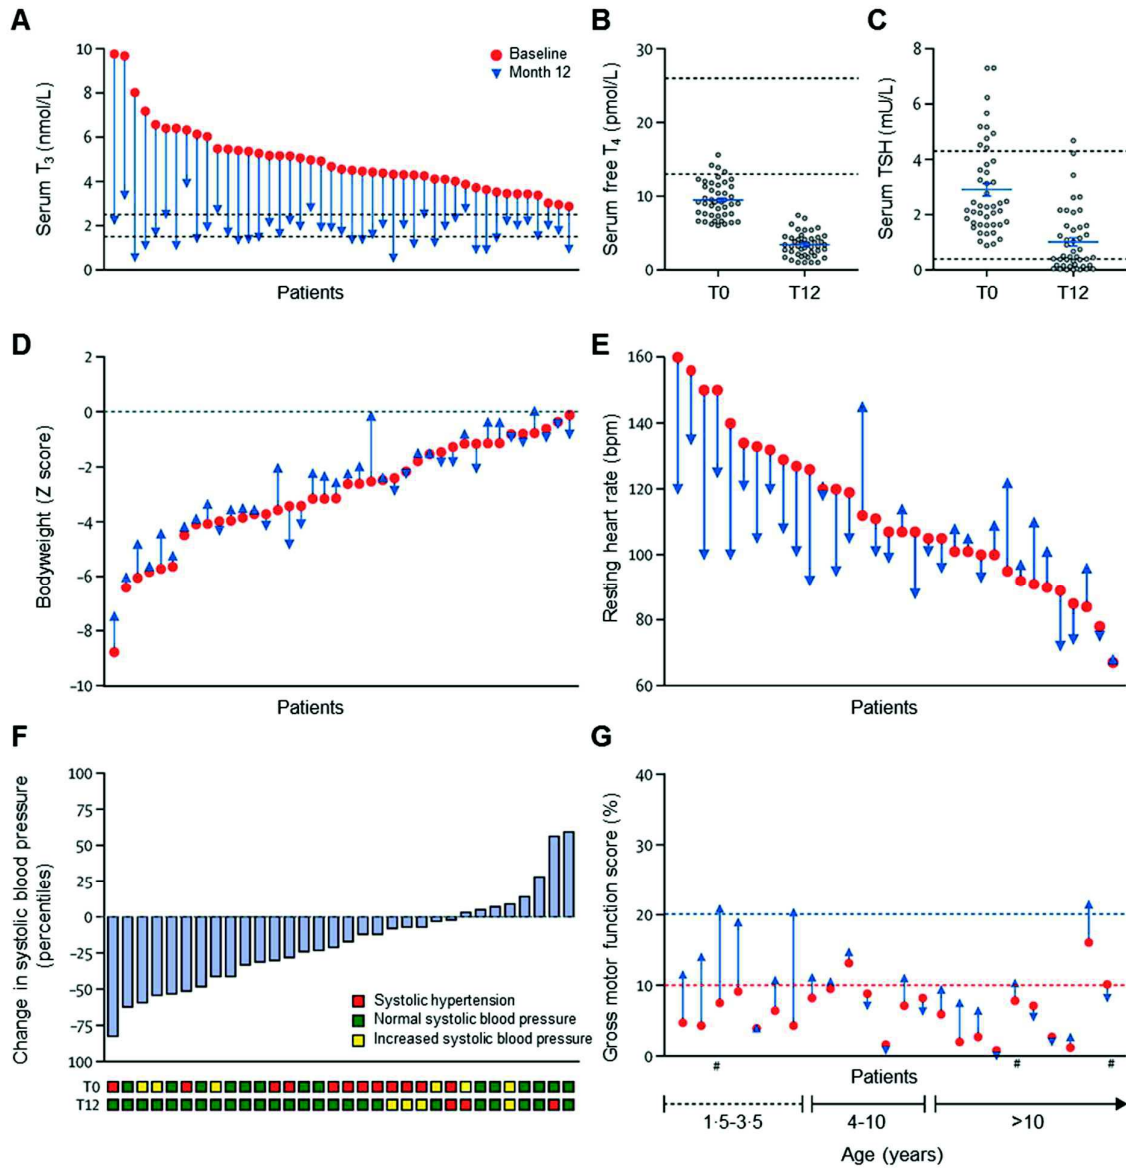 A
Serum T3 (nmol/L)
10
8
6
4
2
0
Baseline
Month 12
Patients
B
Serum free T4 (pmol/L)
30
20
10
0
T0
T12
C
Serum TSH (mU/L)
8
6
4
2
0
T0
T12
D
Bodyweight (Z score)
2
0
−2
−4
−6
−8
−10
Patients
E
Resting heart rate (bpm)
160
140
120
100
80
60
Patients
F
Change in systolic blood pressure
(percentiles)
100
75
50
25
0
−25
−50
−75
100
Systolic hypertension
Normal systolic blood pressure
Increased systolic blood pressure
T0
T12
G
Gross motor function score (%)
40
30
20
10
0
# # #
Patients
1·5-3·5 4-10 >10
Age (years)